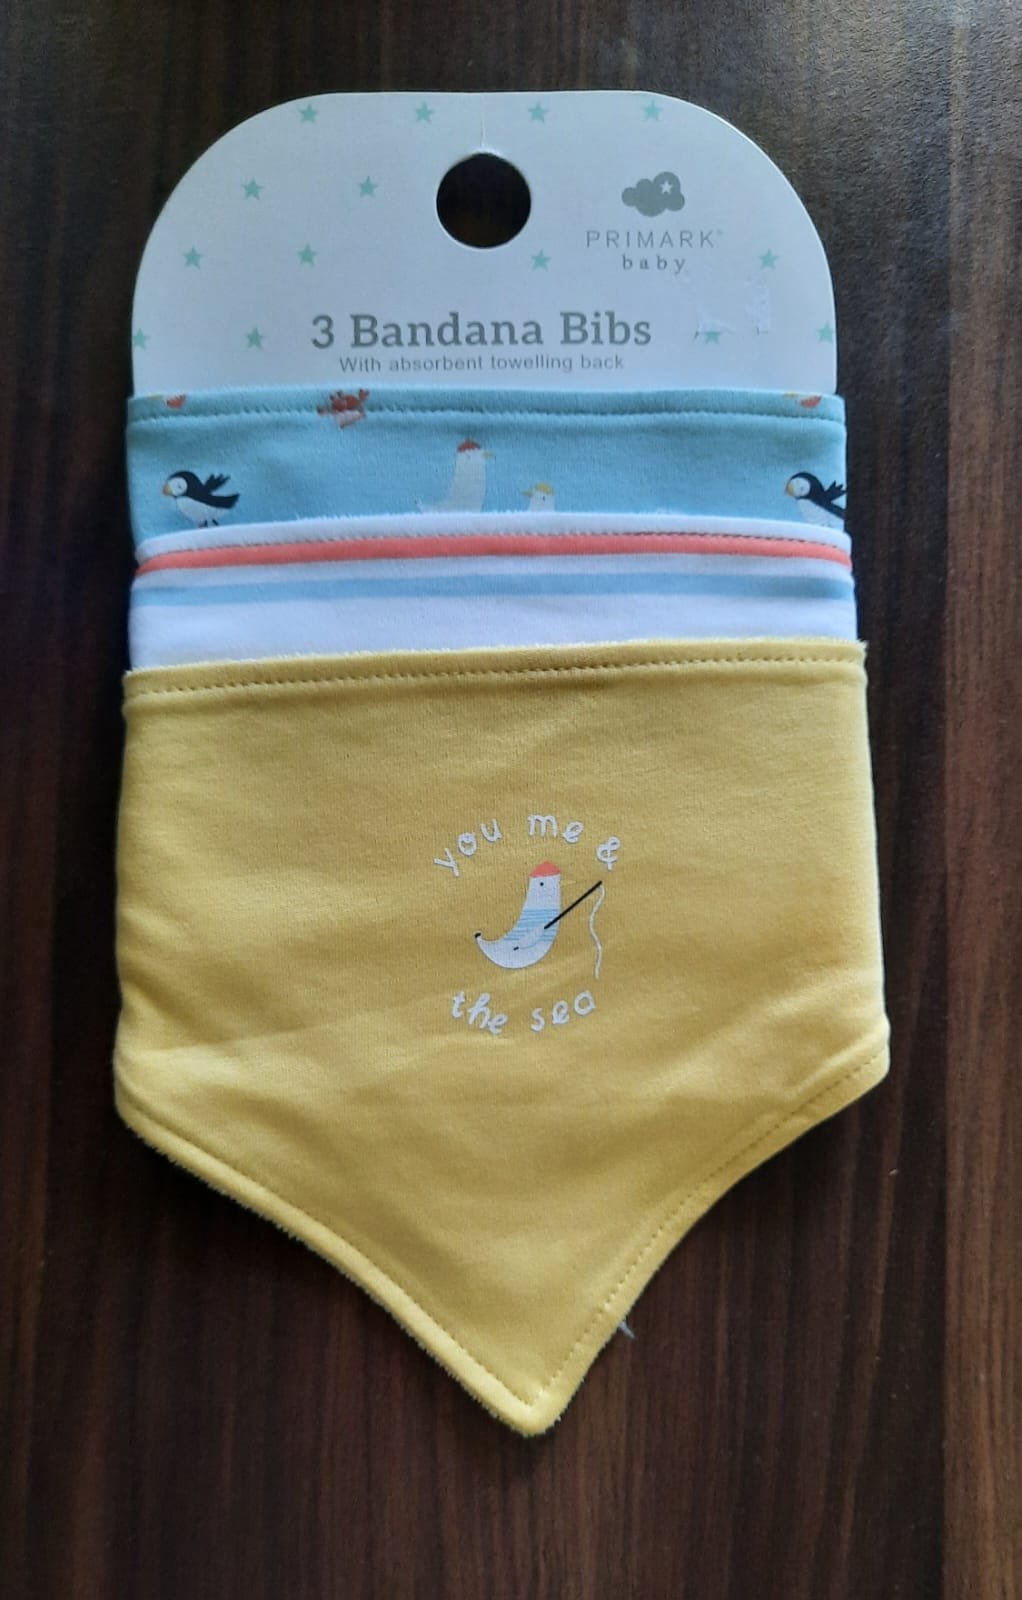 PRIMARK®
baby
3 Bandana Bibs
With absorbent towelling back
you me &
the sea